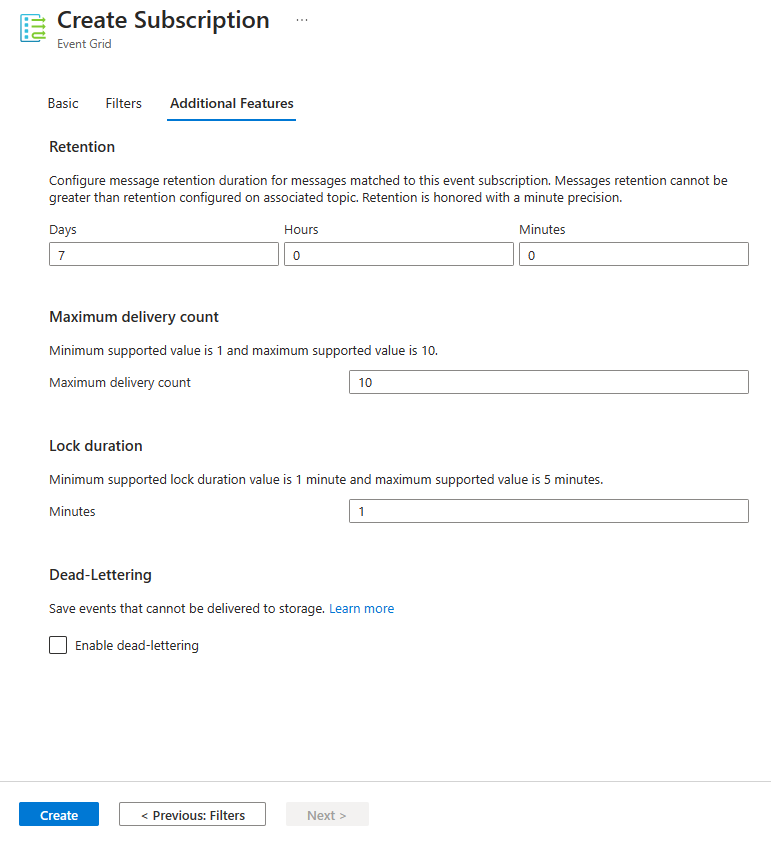 Create Subscription ...
Event Grid
Basic Filters Additional Features
Retention
Configure message retention duration for messages matched to this event subscription. Messages retention cannot be
greater than retention configured on associated topic. Retention is honored with a minute precision.
Days Hours Minutes
7 0 0
Maximum delivery count
Minimum supported value is 1 and maximum supported value is 10.
Maximum delivery count 10
Lock duration
Minimum supported lock duration value is 1 minute and maximum supported value is 5 minutes.
Minutes 1
Dead-Lettering
Save events that cannot be delivered to storage. Learn more
Enable dead-lettering
Create < Previous: Filters Next >